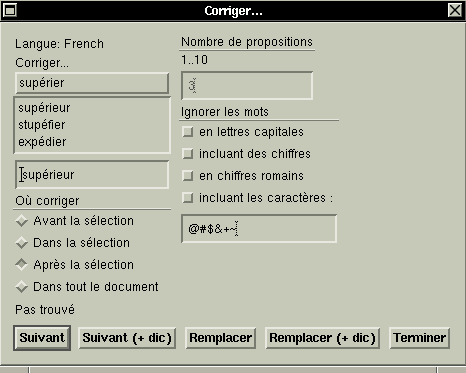 Corriger...
Langue: French
Corriger...
supérier
supérieur
stupéfier
expédier
supérieur
Où corriger
Avant la sélection
Dans la sélection
Après la sélection
Dans tout le document
Pas trouvé
Nombre de propositions
1..10
Ignorer les mots
en lettres capitales
incluant des chiffres
en chiffres romains
incluant les caractères :
@#$&+~
Suivant Suivant (+ dic) Remplacer Remplacer (+ dic) Terminer